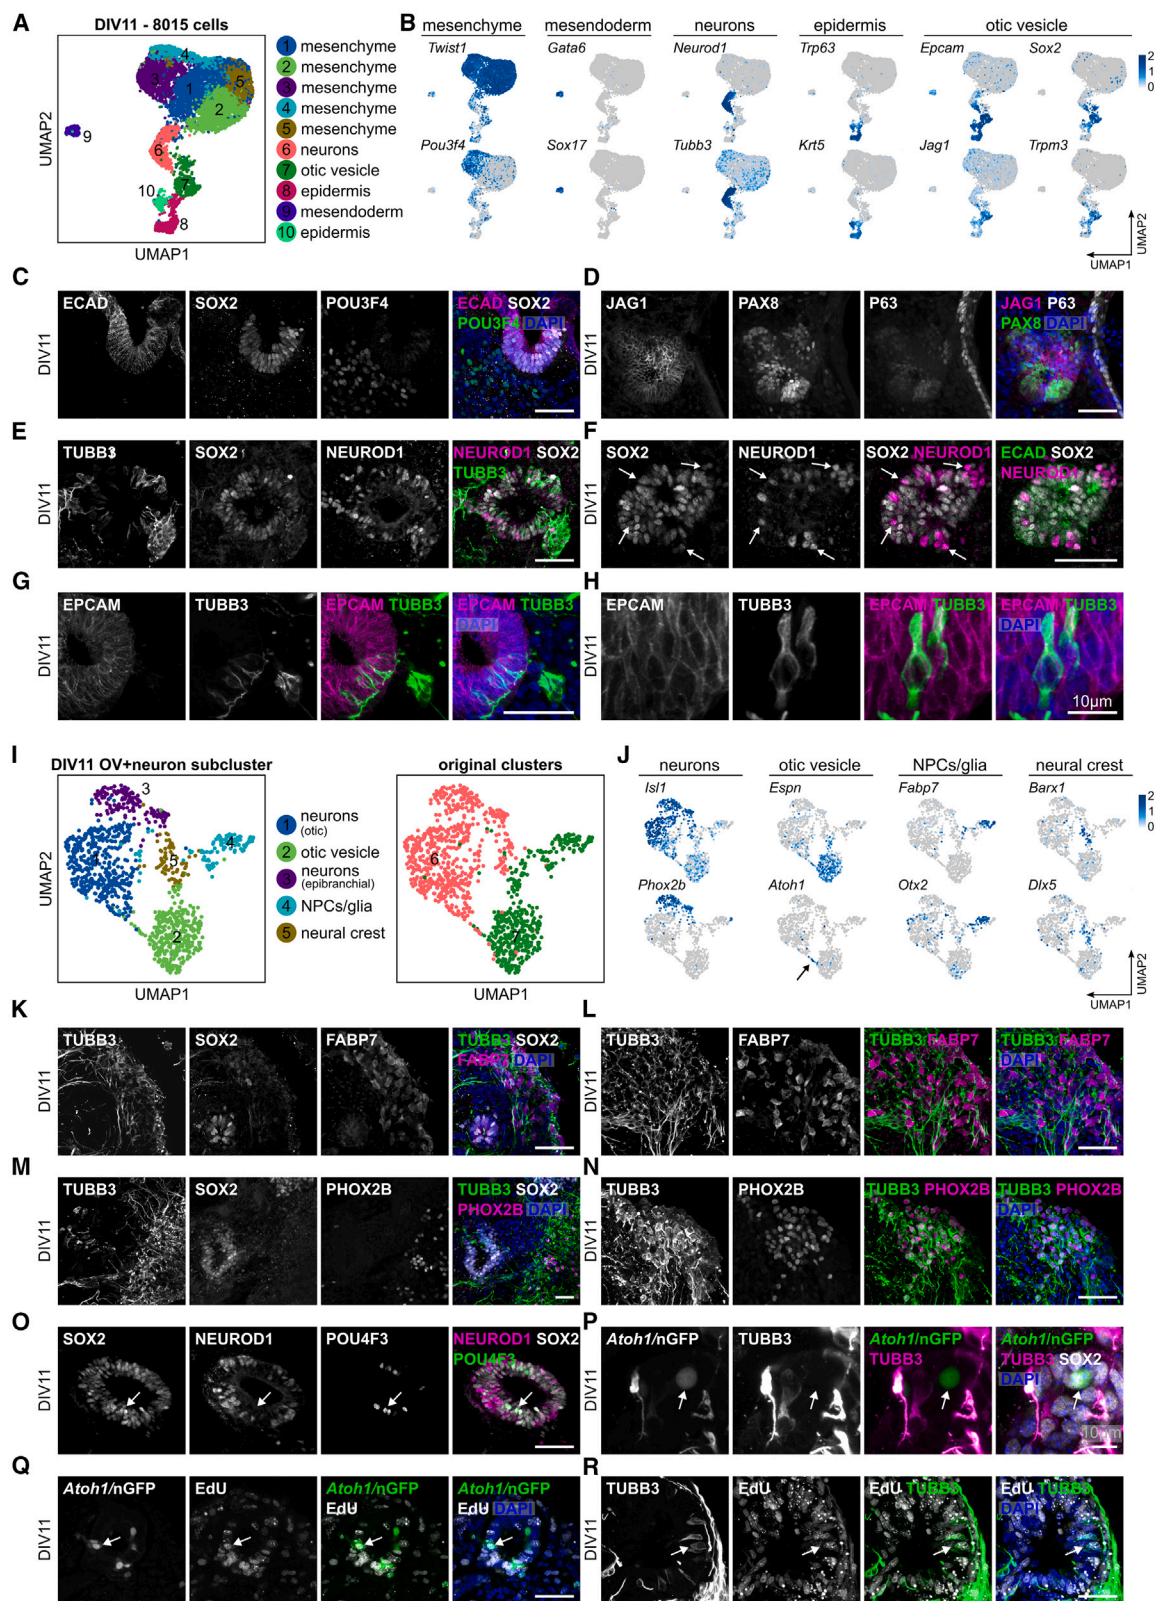 A
DIV11 - 8015 cells
1 2 3 4 5 6 7 8 9 10
UMAP2
UMAP1
1 mesenchyme
2 mesenchyme
3 mesenchyme
4 mesenchyme
5 mesenchyme
6 neurons
7 otic vesicle
8 epidermis
9 mesendoderm
10 epidermis
B
mesenchyme mesendoderm neurons epidermis otic vesicle
Twist1 Gata6 Neurod1 Trp63 Epcam Sox2
2
1
0
Pou3f4 Sox17 Tubb3 Krt5 Jag1 Trpm3
UMAP2
UMAP1
C
DIV11
ECAD SOX2 POU3F4 ECAD SOX2
POU3F4 DAPI
D
DIV11
JAG1 PAX8 P63 JAG1 P63
PAX8 DAPI
E
DIV11
TUBB3 SOX2 NEUROD1 NEUROD1 SOX2
TUBB3
F
DIV11
SOX2 NEUROD1 SOX2 NEUROD1 ECAD SOX2
NEUROD1
G
DIV11
EPCAM TUBB3 EPCAM TUBB3 EPCAM TUBB3
DAPI
H
DIV11
EPCAM TUBB3 EPCAM TUBB3 EPCAM TUBB3
DAPI
10μm
I
DIV11 OV+neuron subcluster
1 2 3 4 5
UMAP2
UMAP1
1 neurons
(otic)
2 otic vesicle
3 neurons
(epibranchial)
4 NPCs/glia
5 neural crest
original clusters
6
7
UMAP1
J
neurons otic vesicle NPCs/glia neural crest
Isl1 Espn Fabp7 Barx1
2
1
0
Phox2b Atoh1 Otx2 Dlx5
UMAP2
UMAP1
K
DIV11
TUBB3 SOX2 FABP7 TUBB3 SOX2
FABP7 DAPI
L
DIV11
TUBB3 FABP7 TUBB3 FABP7 TUBB3 FABP7
DAPI
M
DIV11
TUBB3 SOX2 PHOX2B TUBB3 SOX2
PHOX2B DAPI
N
DIV11
TUBB3 PHOX2B TUBB3 PHOX2B TUBB3 PHOX2B
DAPI
O
DIV11
SOX2 NEUROD1 POU4F3 NEUROD1 SOX2
POU4F3
P
DIV11
Atoh1/nGFP TUBB3 Atoh1/nGFP Atoh1/nGFP
TUBB3 TUBB3 SOX2
DAPI
10μm
Q
DIV11
Atoh1/nGFP EdU Atoh1/nGFP Atoh1/nGFP
EdU EdU DAPI
R
DIV11
TUBB3 EdU EdU TUBB3 EdU TUBB3
DAPI